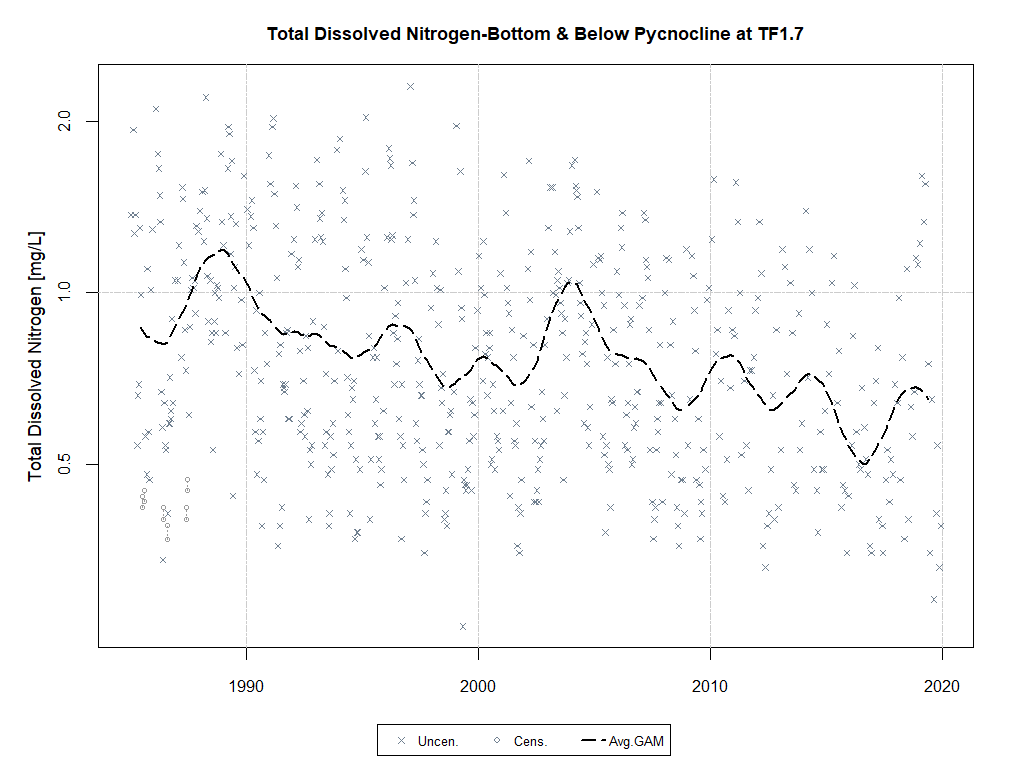 Total Dissolved Nitrogen-Bottom & Below Pycnocline at TF1.7
Total Dissolved Nitrogen [mg/L]
2.0
1.0
0.5
1990 2000 2010 2020
Uncen. Cens. Avg.GAM